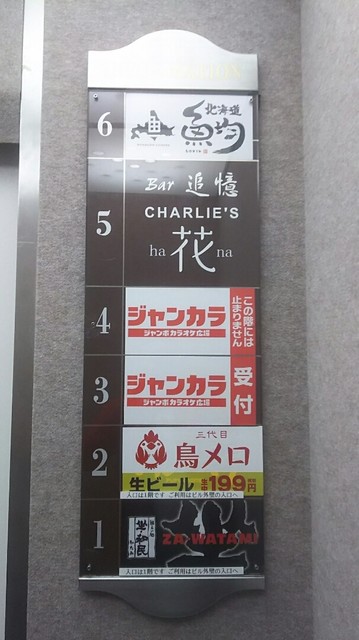 6
北海道
魚均
5
Bar 追憶
CHARLIE'S
ha 花 na
4
ジャンカラ
ジャンボカラオケ広場
この階には
止まりません
3
ジャンカラ
ジャンボカラオケ広場
受付
2
三代目
鳥メロ
生ビール 199円
入口は1階です ご利用はビル外壁の入口へ
1
坐・和民
ZA WATAMI
入口は1階です ご利用はビル外壁の入口へ